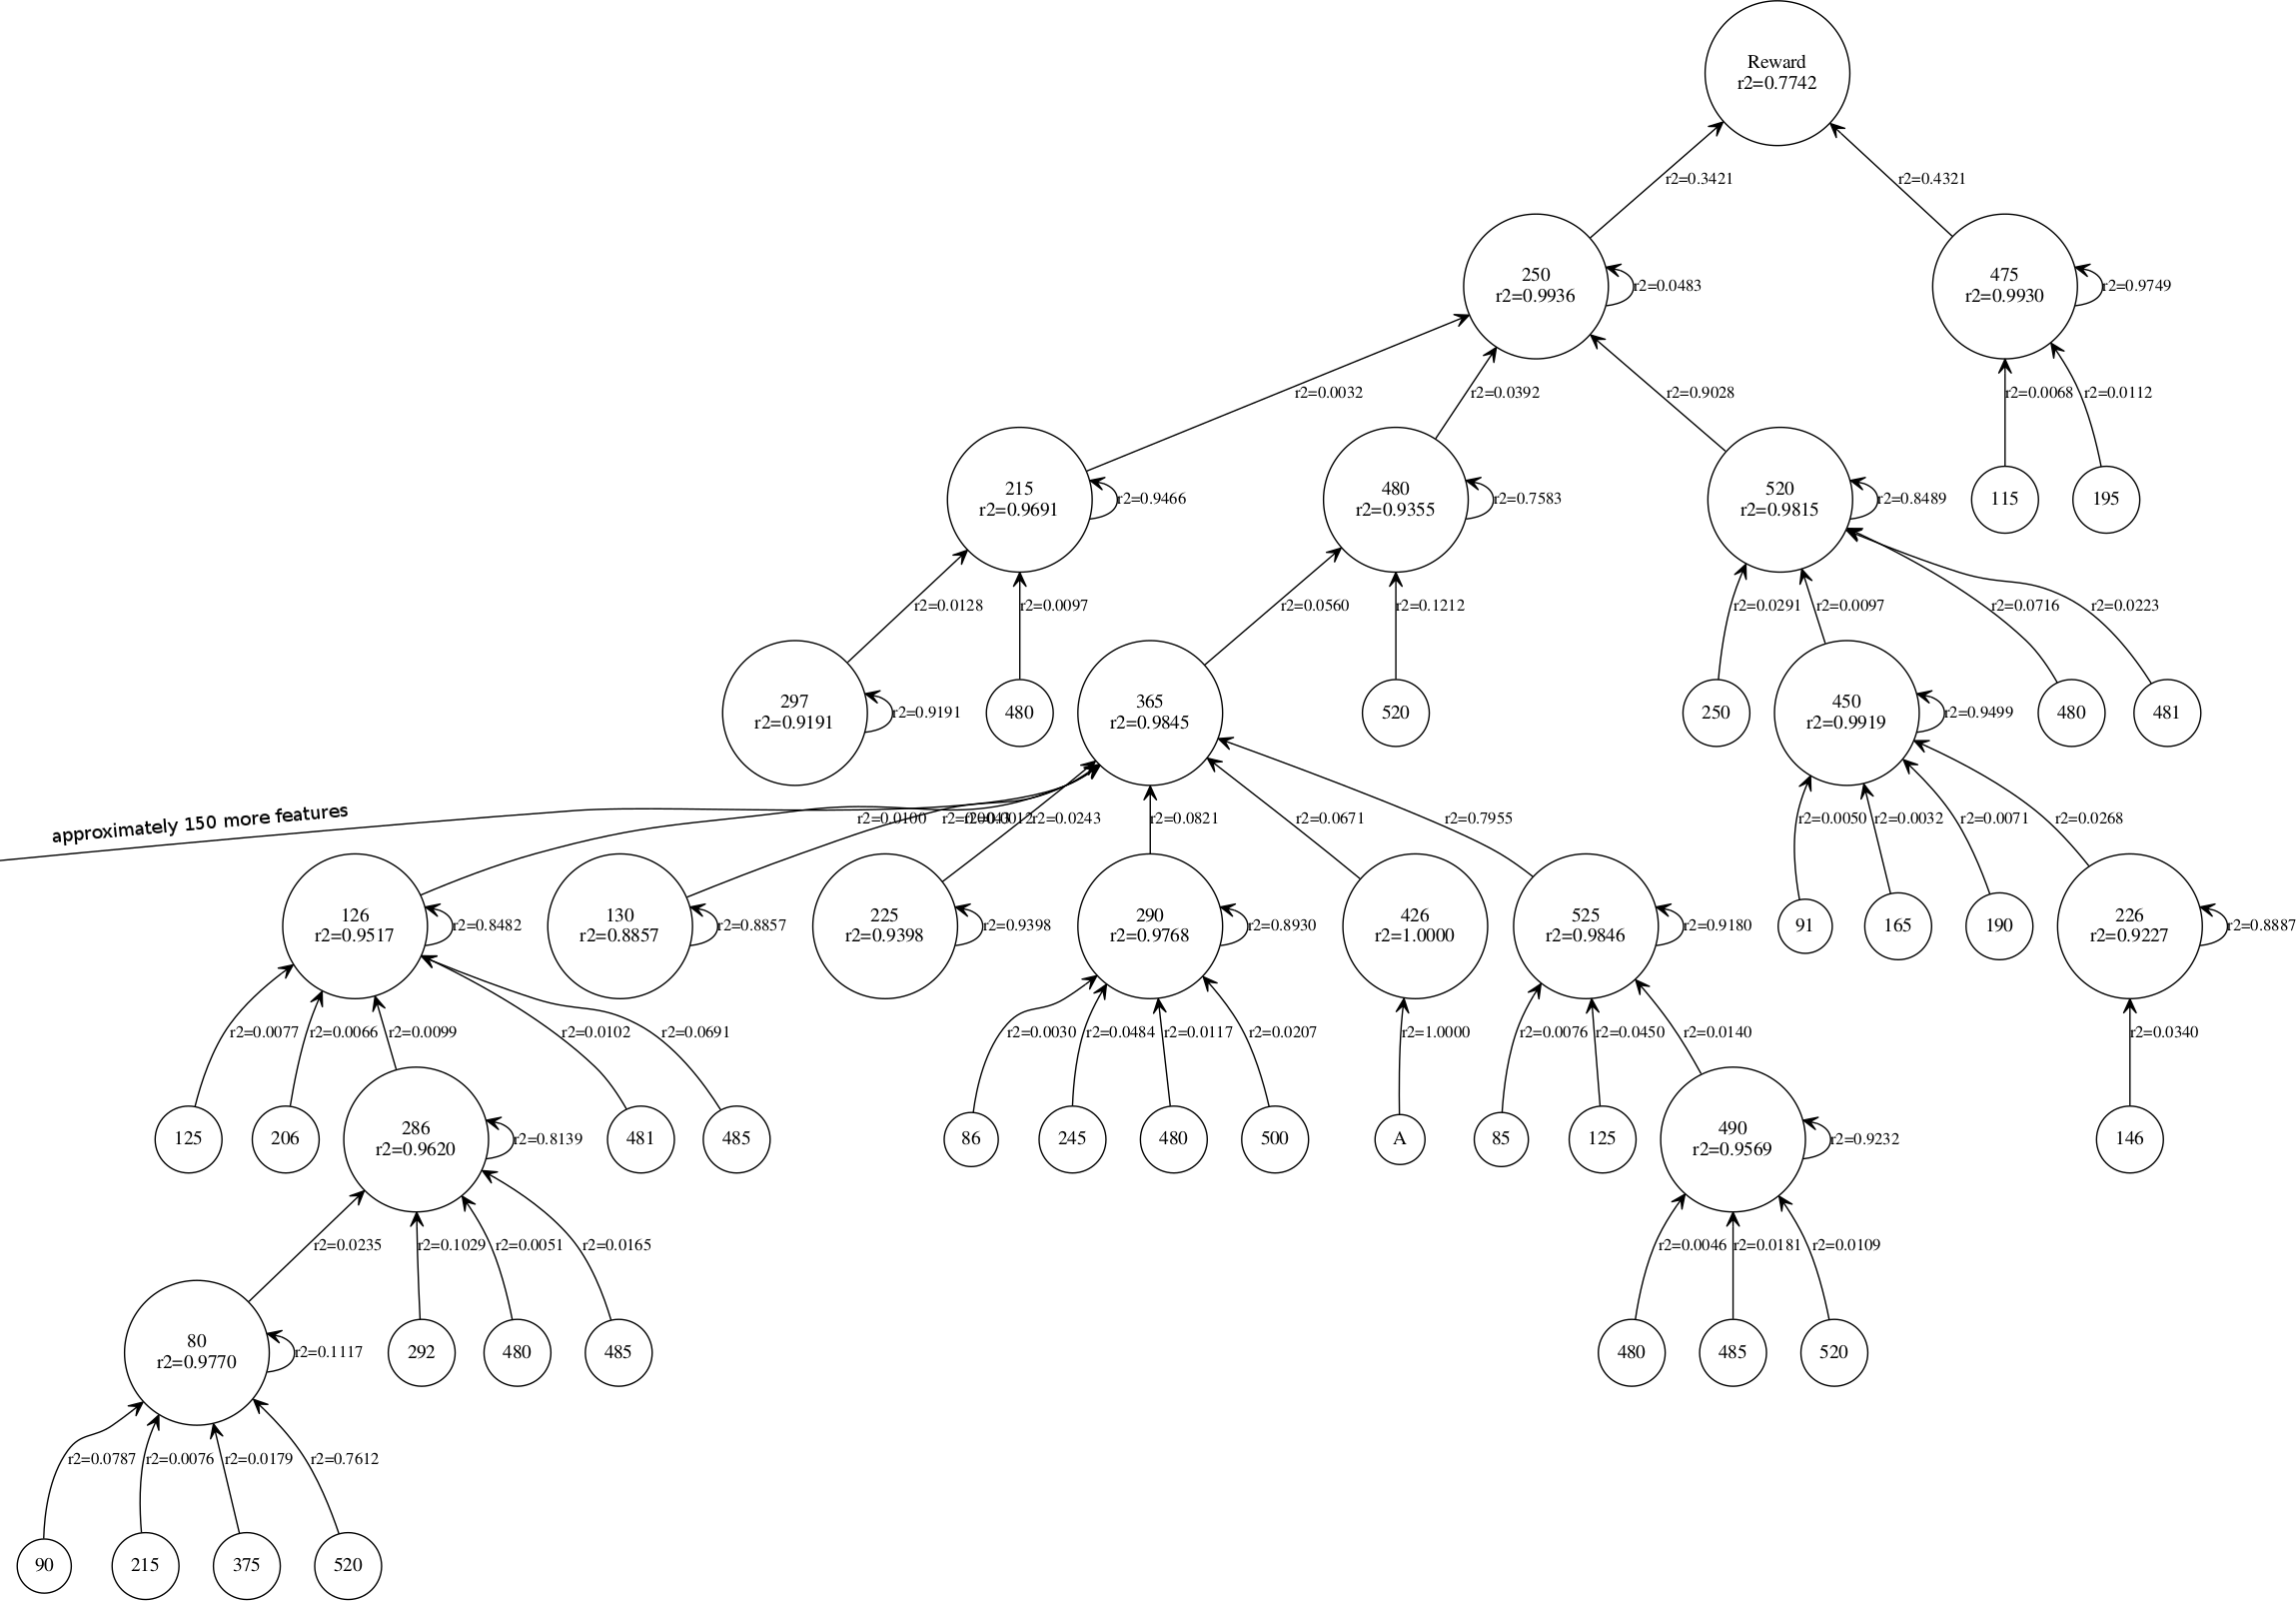 Reward
r2=0.7742
r2=0.3421
r2=0.4321
250
r2=0.9936
r2=0.0483
475
r2=0.9930
r2=0.9749
r2=0.0032
r2=0.0392
r2=0.9028
r2=0.0068
r2=0.0112
215
r2=0.9691
r2=0.9466
480
r2=0.9355
r2=0.7583
520
r2=0.9815
r2=0.8489
115
195
r2=0.0128
r2=0.0097
r2=0.0560
r2=0.1212
r2=0.0291
r2=0.0097
r2=0.0716
r2=0.0223
297
r2=0.9191
r2=0.9191
480
365
r2=0.9845
520
250
450
r2=0.9919
r2=0.9499
480
481
approximately 150 more features
r2=0.0100
r2=0.0243
r2=0.0821
r2=0.0671
r2=0.7955
r2=0.0050
r2=0.0032
r2=0.0071
r2=0.0268
126
r2=0.9517
r2=0.8482
130
r2=0.8857
r2=0.8857
225
r2=0.9398
r2=0.9398
290
r2=0.9768
r2=0.8930
426
r2=1.0000
525
r2=0.9846
r2=0.9180
91
165
190
226
r2=0.9227
r2=0.8887
r2=0.0077
r2=0.0066
r2=0.0099
r2=0.0102
r2=0.0691
r2=0.0030
r2=0.0484
r2=0.0117
r2=0.0207
r2=1.0000
r2=0.0076
r2=0.0450
r2=0.0140
r2=0.0340
125
206
286
r2=0.9620
r2=0.8139
481
485
86
245
480
500
A
85
125
490
r2=0.9569
r2=0.9232
146
r2=0.0235
r2=0.1029
r2=0.0051
r2=0.0165
r2=0.0046
r2=0.0181
r2=0.0109
80
r2=0.9770
r2=0.1117
292
480
485
480
485
520
r2=0.0787
r2=0.0076
r2=0.0179
r2=0.7612
90
215
375
520